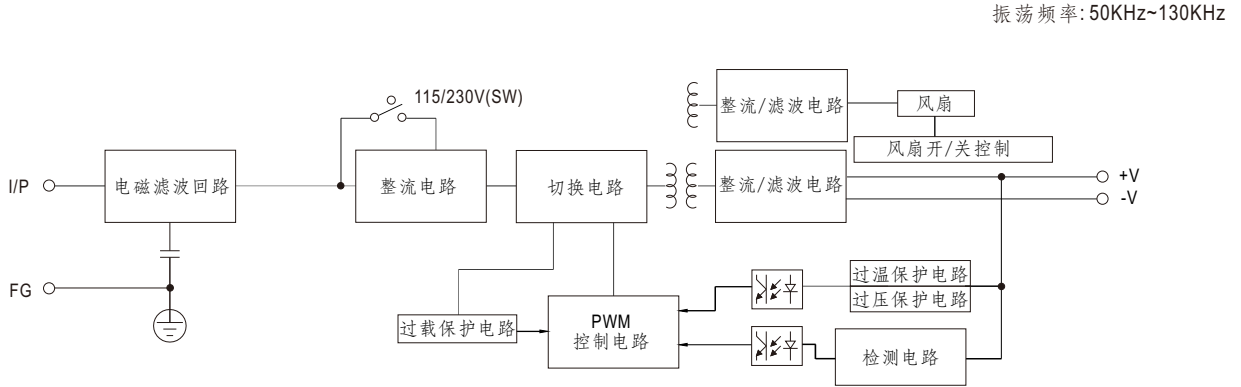 振荡频率:50KHz~130KHz
115/230V(SW)
整流/滤波电路
风扇
风扇开/关控制
I/P
电磁滤波回路
整流电路
切换电路
整流/滤波电路
+V
-V
FG
过温保护电路
过压保护电路
过载保护电路
PWM
控制电路
检测电路